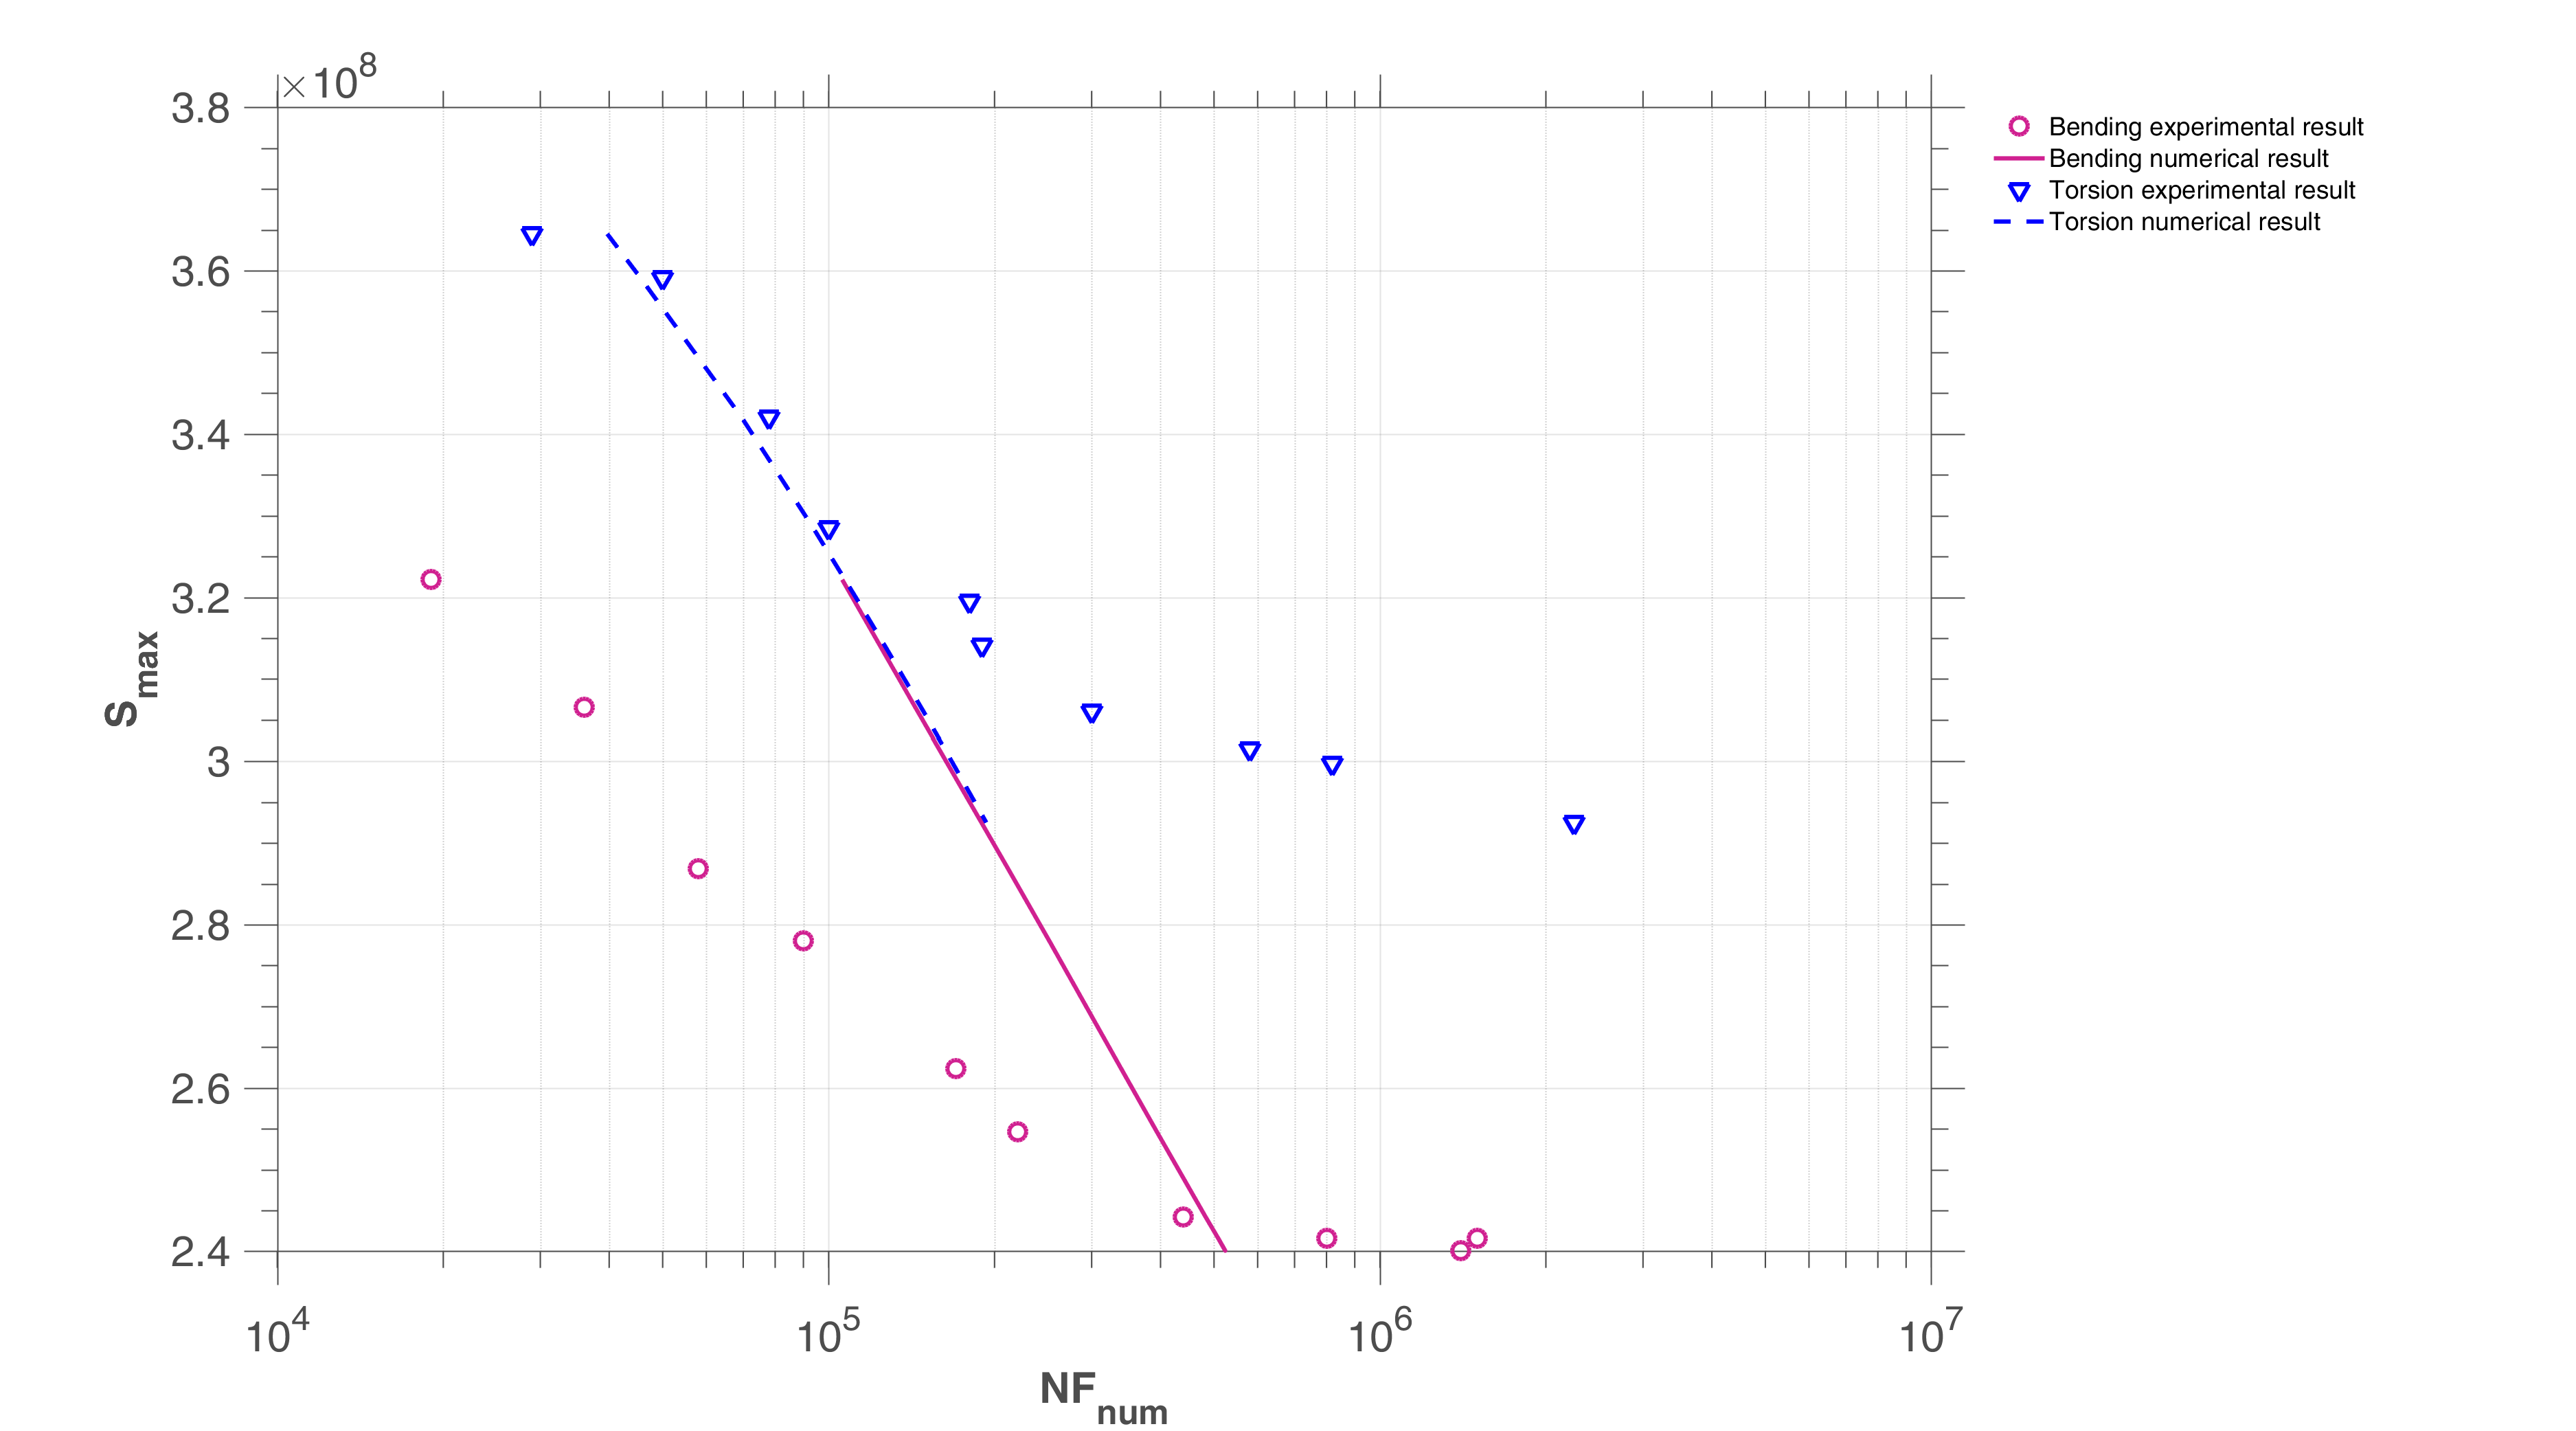 ×10^8
3.8
3.6
3.4
3.2
3
2.8
2.6
2.4
S_max
10^4 10^5 10^6 10^7
NF_num
Bending experimental result
Bending numerical result
Torsion experimental result
Torsion numerical result